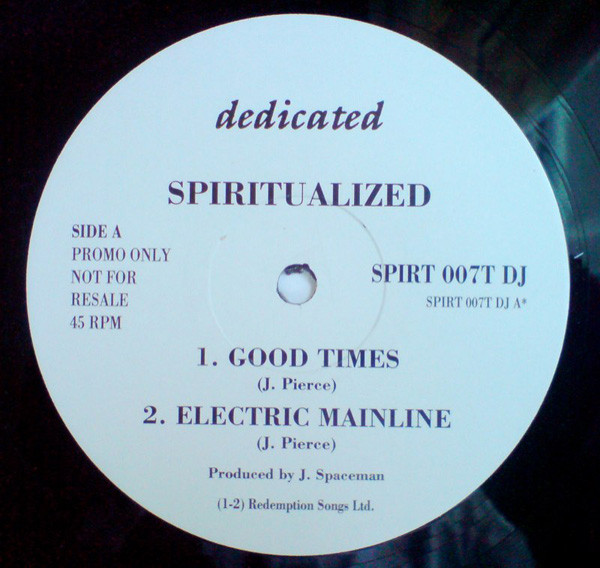 dedicated
SPIRITUALIZED
SIDE A
PROMO ONLY
NOT FOR
RESALE
45 RPM
SPIRT 007T DJ
SPIRT 007T DJ A*
1. GOOD TIMES
(J. Pierce)
2. ELECTRIC MAINLINE
(J. Pierce)
Produced by J. Spaceman
(1-2) Redemption Songs Ltd.